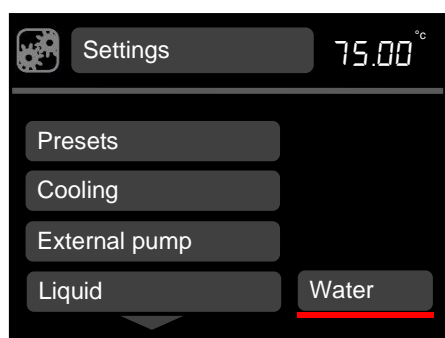 Settings 75.00°c
Presets
Cooling
External pump
Liquid Water